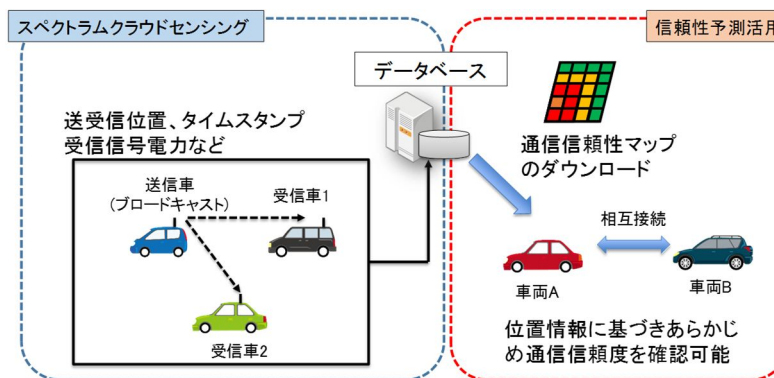 スペクトラムクラウドセンシング
信頼性予測活用
データベース
送受信位置、タイムスタンプ
受信信号電力など
送信車
(ブロードキャスト)
受信車1
受信車2
通信信頼性マップ
のダウンロード
相互接続
車両A
車両B
位置情報に基づきあらかじ
め通信信頼度を確認可能